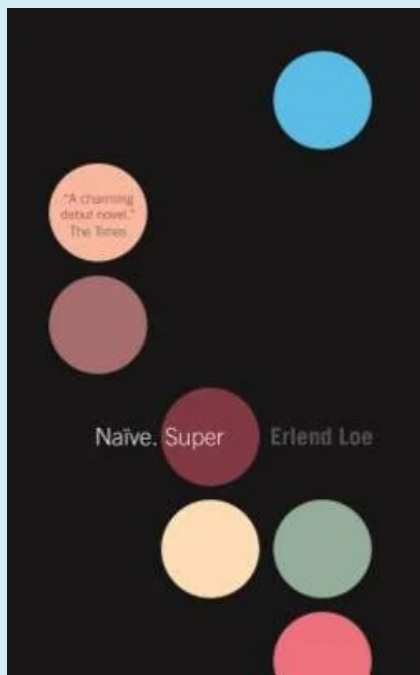 "A charming
debut novel."
The Times
Naïve. Super Erlend Loe